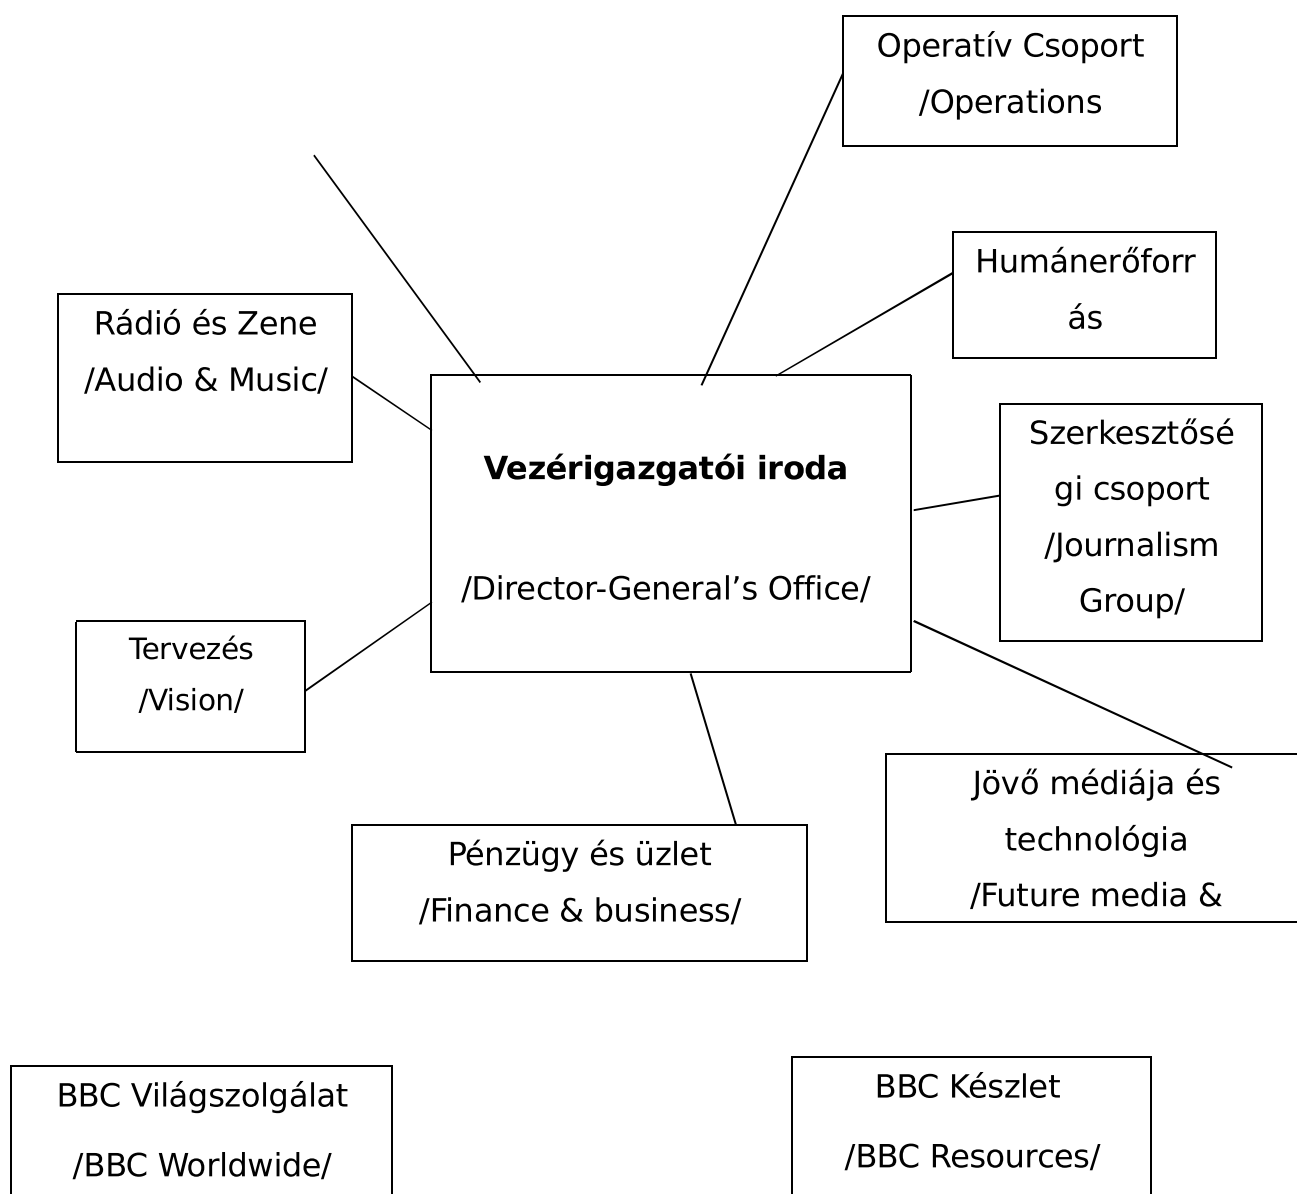 Operatív Csoport
/Operations
Humánerőforr
ás
Rádió és Zene
/Audio & Music/
Vezérigazgatói iroda
/Director-General’s Office/
Szerkesztősé
gi csoport
/Journalism
Group/
Tervezés
/Vision/
Jövő médiája és
technológia
/Future media &
Pénzügy és üzlet
/Finance & business/
BBC Világszolgálat
/BBC Worldwide/
BBC Készlet
/BBC Resources/